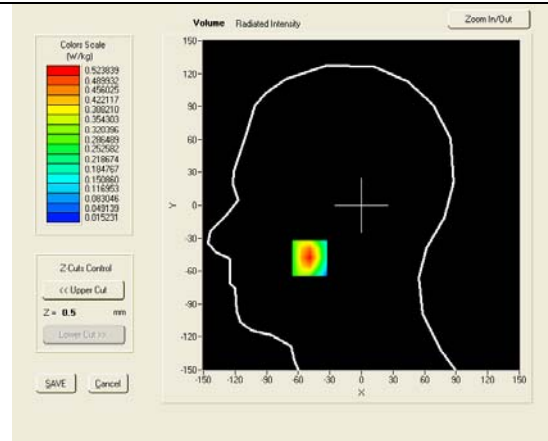 Volume Radiated Intensity
Zoom In/Out
Colors Scale
(W/kg)
0.523839
0.489932
0.456025
0.422117
0.388210
0.354303
0.320396
0.286489
0.252582
0.218674
0.184767
0.150860
0.116953
0.083046
0.049139
0.015231
Z-Cuts Control
<< Upper Cut
Z = 0.5 mm
Lower Cut >>
SAVE Cancel
150
120
90
60
30
0
-30
-60
-90
-120
-150
Y
-150 -120 -90 -60 -30 0 30 60 90 120 150
X